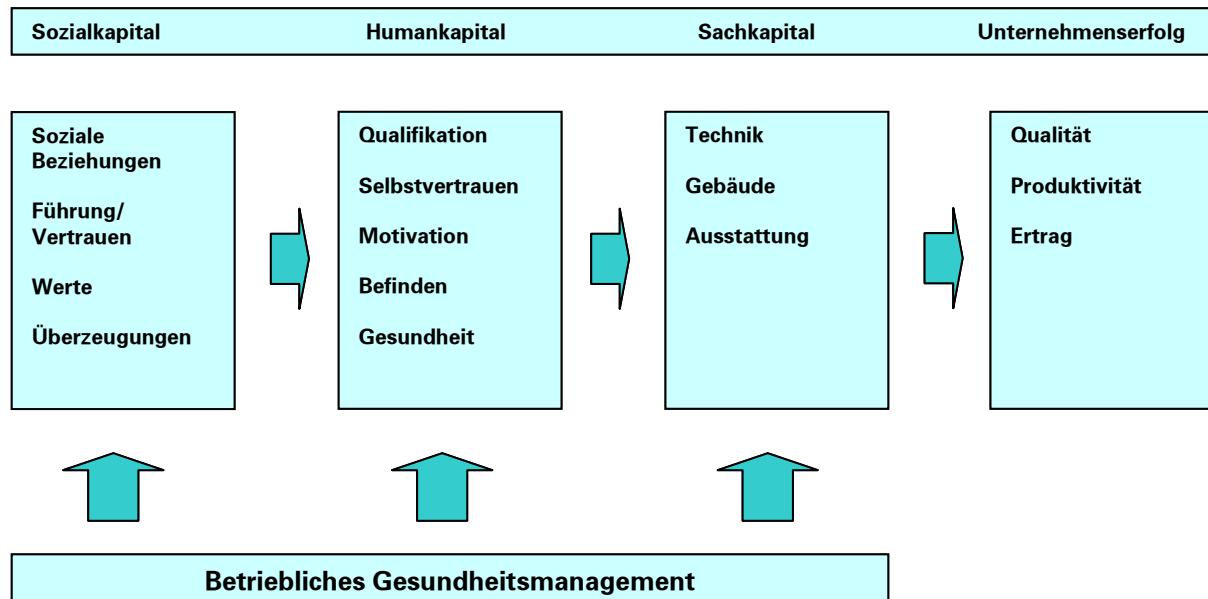 Sozialkapital Humankapital Sachkapital Unternehmenserfolg
Soziale
Beziehungen
Führung/
Vertrauen
Werte
Überzeugungen
Qualifikation
Selbstvertrauen
Motivation
Befinden
Gesundheit
Technik
Gebäude
Ausstattung
Qualität
Produktivität
Ertrag
Betriebliches Gesundheitsmanagement